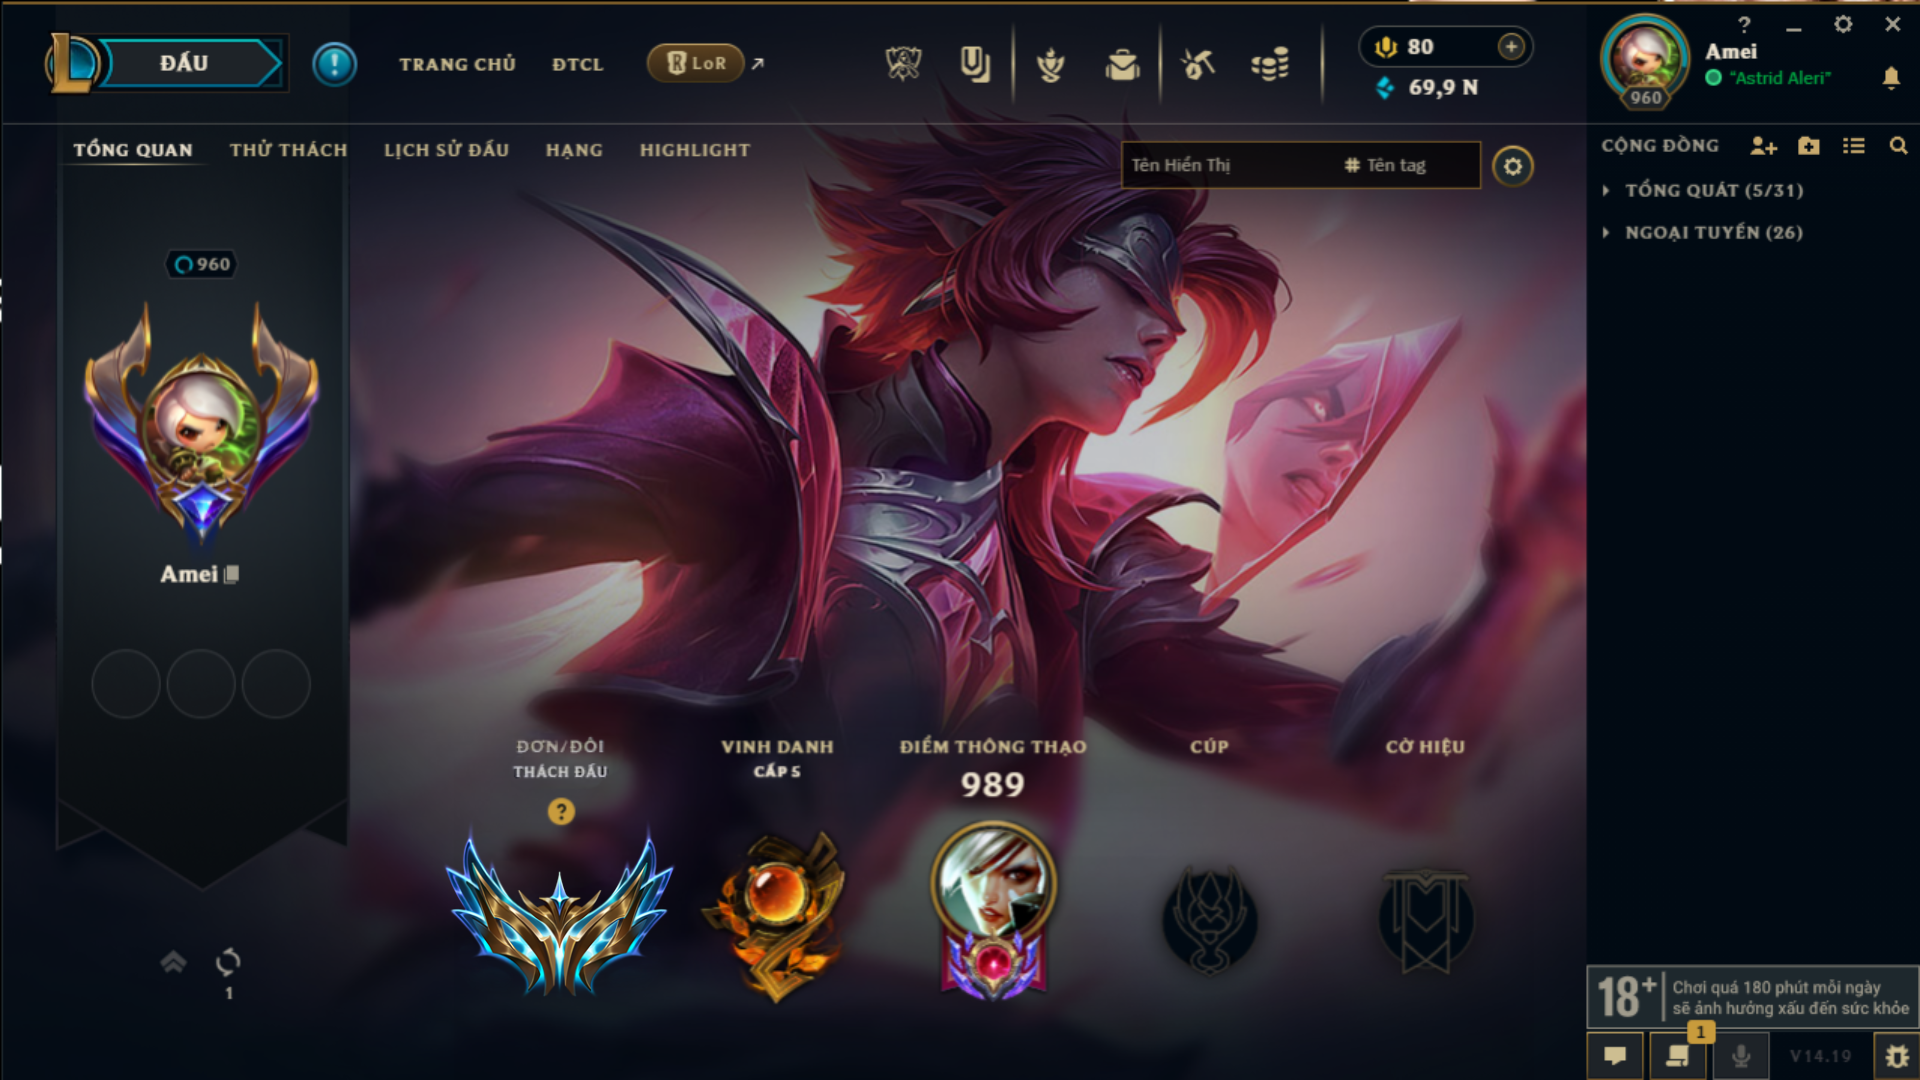 ĐẤU
TRANG CHỦ
ĐTCL
LoR
80
69,9 N
Amei
"Astrid Aleri"
960
TỔNG QUAN
THỬ THÁCH
LỊCH SỬ ĐẤU
HẠNG
HIGHLIGHT
Tên Hiển Thị
# Tên tag
CỘNG ĐỒNG
TỔNG QUÁT (5/31)
NGOẠI TUYẾN (26)
960
Amei
ĐƠN/ĐÔI
THÁCH ĐẤU
?
VINH DANH
CẤP 5
ĐIỂM THÔNG THẠO
989
CÚP
CỜ HIỆU
1
18+
Chơi quá 180 phút mỗi ngày
sẽ ảnh hưởng xấu đến sức khỏe
1
V14.19